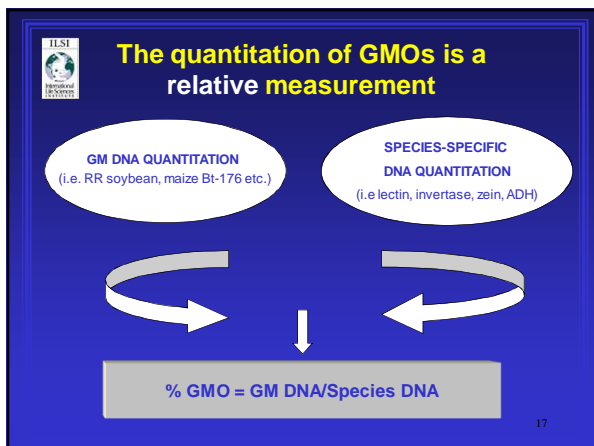 ILSI
The quantitation of GMOs is a
relative measurement
International
Life Sciences
INSTITUTE
GM DNA QUANTITATION
(i.e. RR soybean, maize Bt-176 etc.)
SPECIES-SPECIFIC
DNA QUANTITATION
(i.e lectin, invertase, zein, ADH)
% GMO = GM DNA/Species DNA
17